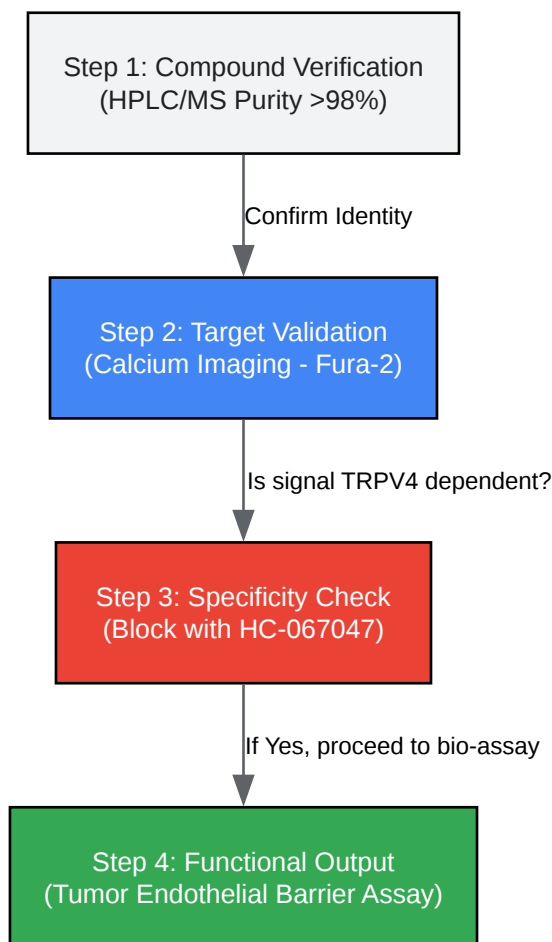 Step 1: Compound Verification
(HPLC/MS Purity >98%)
Confirm Identity
Step 2: Target Validation
(Calcium Imaging - Fura-2)
Is signal TRPV4 dependent?
Step 3: Specificity Check
(Block with HC-067047)
If Yes, proceed to bio-assay
Step 4: Functional Output
(Tumor Endothelial Barrier Assay)